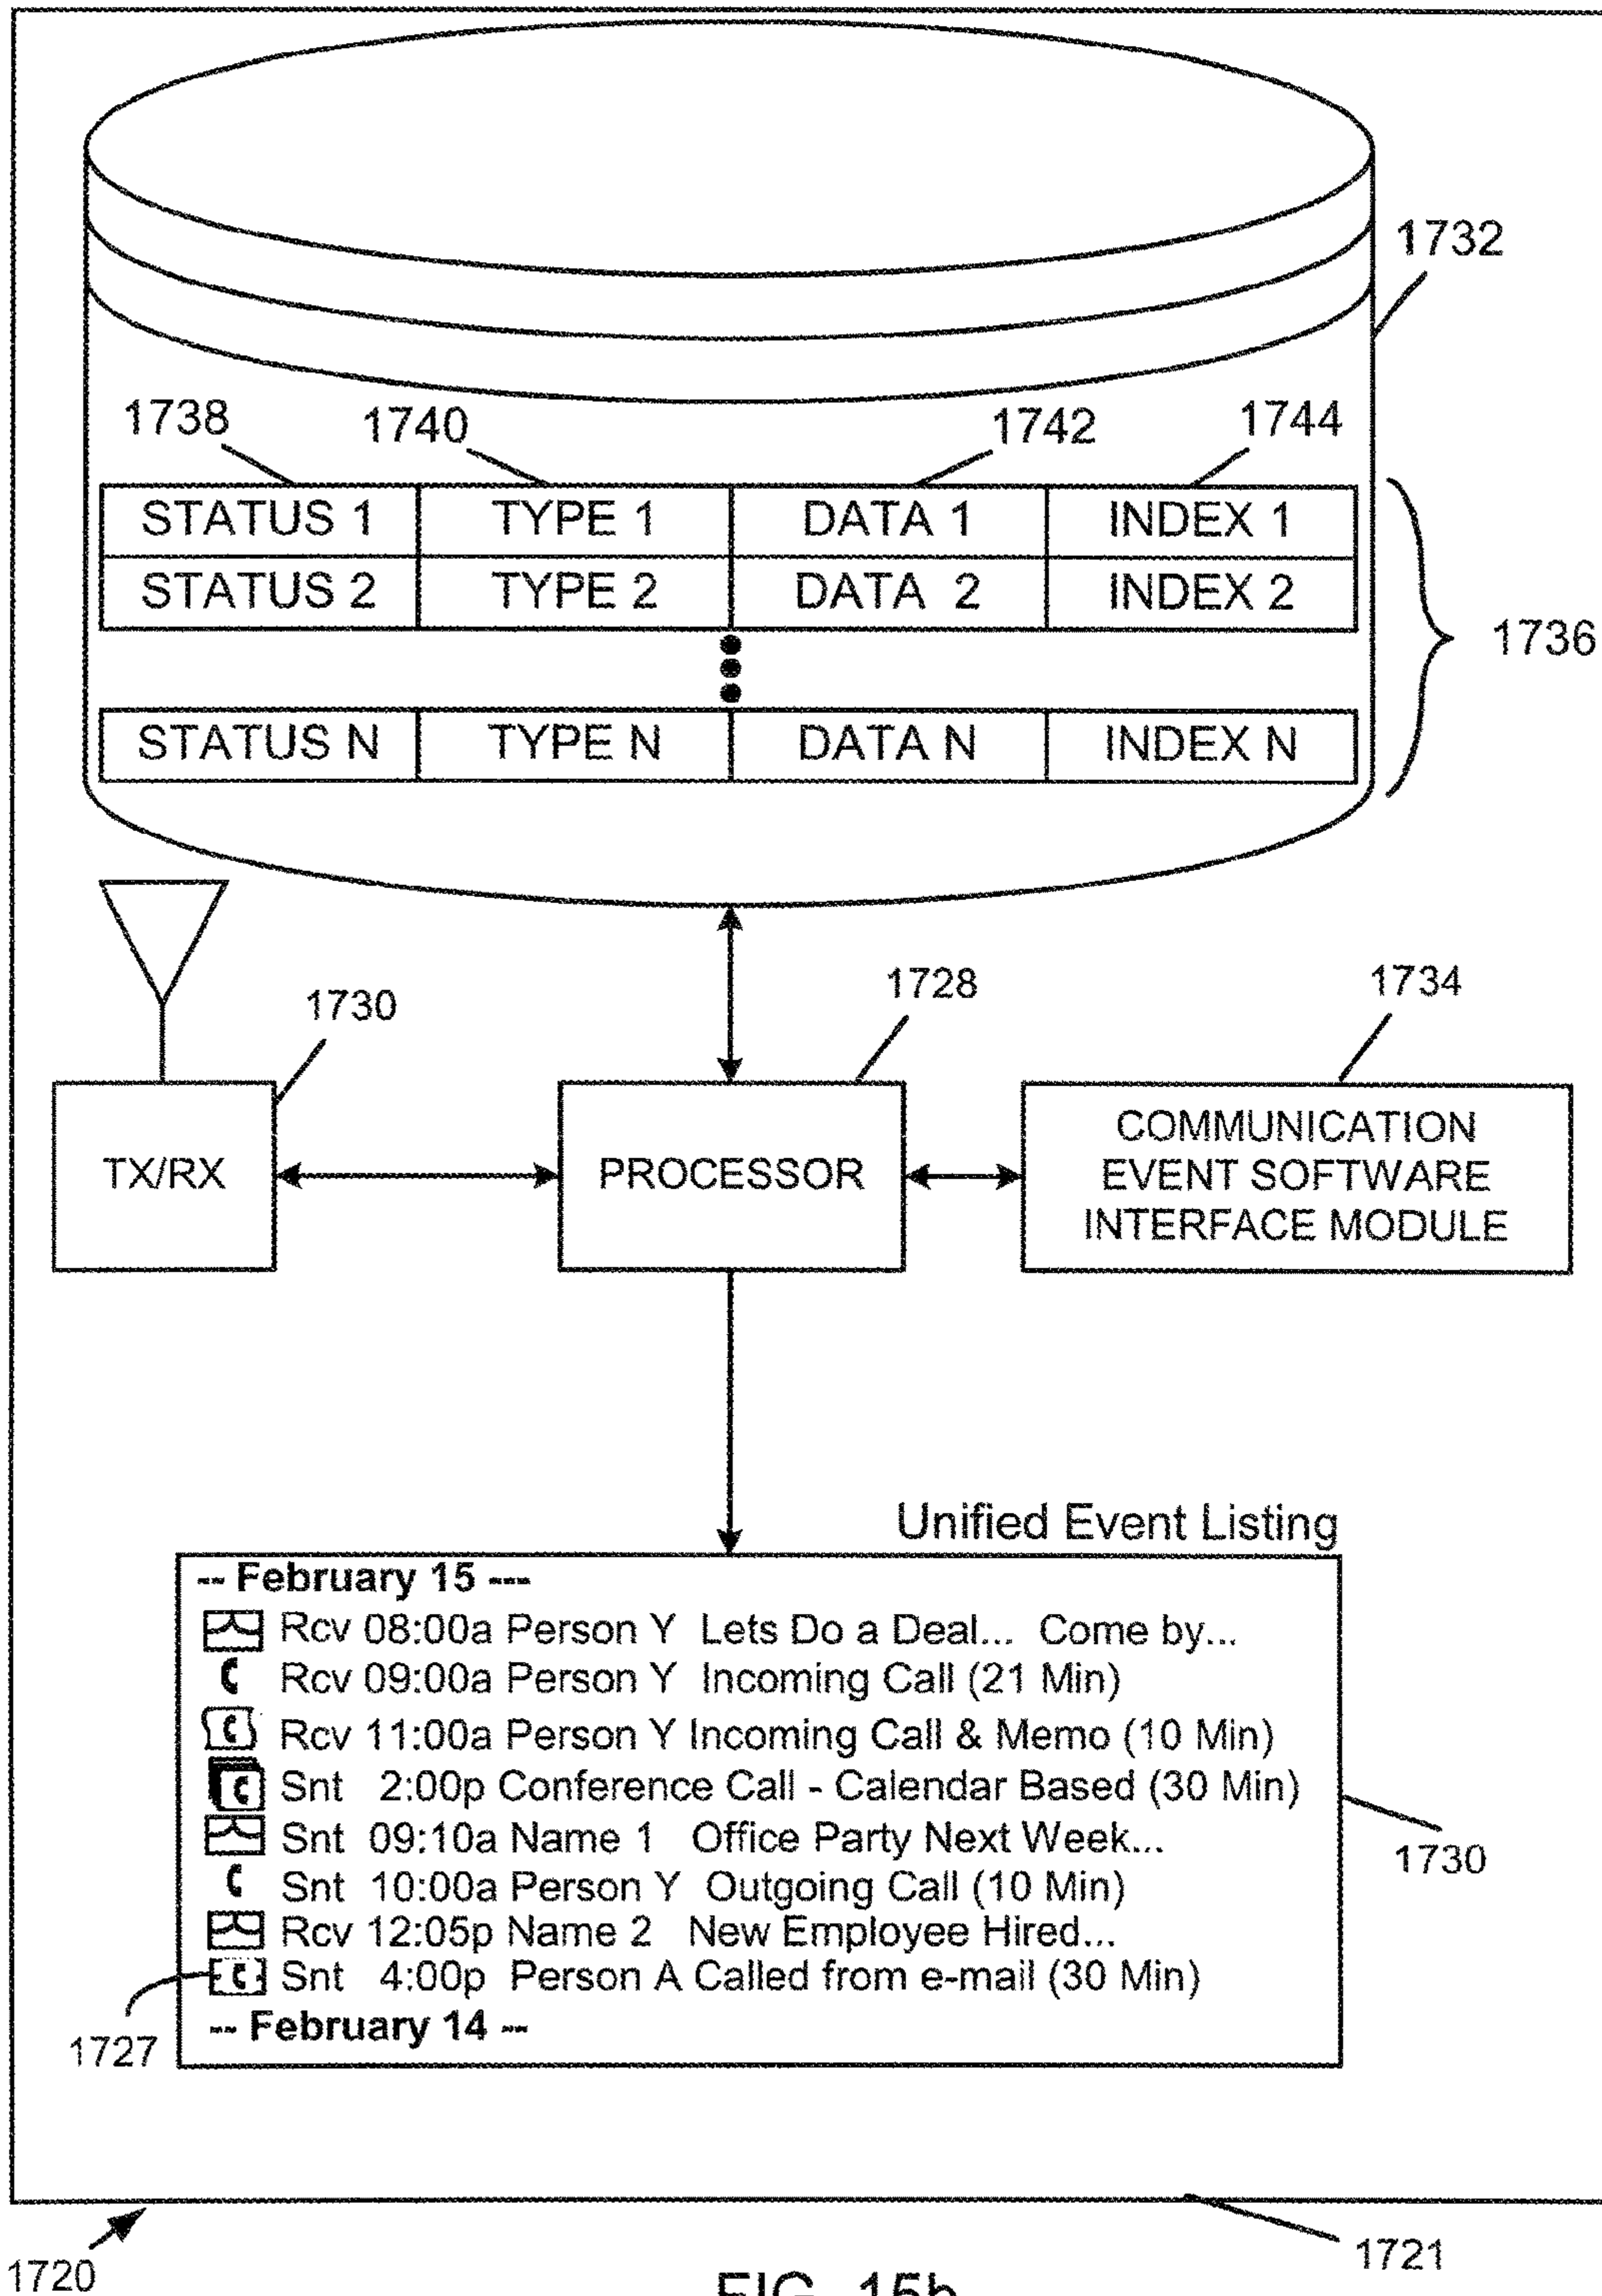 1732
1738 1740 1742 1744
STATUS 1 TYPE 1 DATA 1 INDEX 1
STATUS 2 TYPE 2 DATA 2 INDEX 2
1736
STATUS N TYPE N DATA N INDEX N
1730 1728 1734
TX/RX
PROCESSOR
COMMUNICATION
EVENT SOFTWARE
INTERFACE MODULE
Unified Event Listing
-- February 15 ---
Rcv 08:00a Person Y Lets Do a Deal... Come by...
Rcv 09:00a Person Y Incoming Call (21 Min)
Rcv 11:00a Person Y Incoming Call & Memo (10 Min)
Snt 2:00p Conference Call - Calendar Based (30 Min)
Snt 09:10a Name 1 Office Party Next Week...
1730
Snt 10:00a Person Y Outgoing Call (10 Min)
Rcv 12:05p Name 2 New Employee Hired...
Snt 4:00p Person A Called from e-mail (30 Min)
-- February 14 --
1727
1720
1721
FIG. 15b